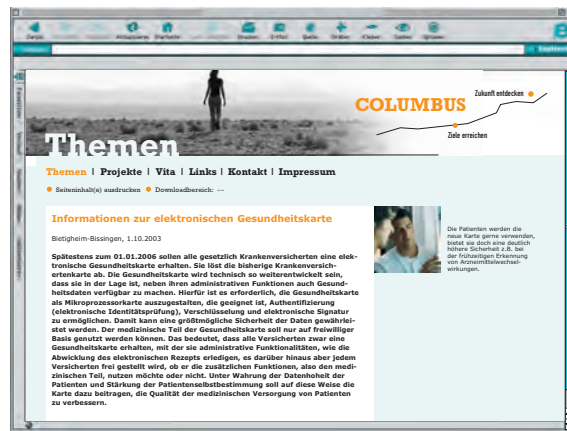 Aktualisieren Startseite
COLUMBUS
Zukunft entdecken
Ziele erreichen
Themen
Themen | Projekte | Vita | Links | Kontakt | Impressum
Seiteninhalt(e) ausdrucken Downloadbereich: ---
Informationen zur elektronischen Gesundheitskarte
Bietigheim-Bissingen, 1.10.2003
Spätestens zum 01.01.2006 sollen alle gesetzlich Krankenversicherten eine elek-
tronische Gesundheitskarte erhalten. Sie löst die bisherige Krankenversich-
ertenkarte ab. Die Gesundheitskarte wird technisch so weiterentwickelt sein,
dass sie in der Lage ist, neben ihren administrativen Funktionen auch Gesund-
heitsdaten verfügbar zu machen. Hierfür ist es erforderlich, die Gesundheitskarte
als Mikroprozessorkarte auszugestalten, die geeignet ist, Authentifizierung
(elektronische Identitätsprüfung), Verschlüsselung und elektronische Signatur
zu ermöglichen. Damit kann eine größtmögliche Sicherheit der Daten gewährlei-
stet werden. Der medizinische Teil der Gesundheitskarte soll nur auf freiwilliger
Basis genutzt werden können. Das bedeutet, dass alle Versicherten zwar eine
Gesundheitskarte erhalten, mit der sie administrative Funktionalitäten, wie die
Abwicklung des elektronischen Rezepts erledigen, es darüber hinaus aber jedem
Versicherten frei gestellt wird, ob er die zusätzlichen Funktionen, also den medi-
zinischen Teil, nutzen möchte oder nicht. Unter Wahrung der Datenhoheit der
Patienten und Stärkung der Patientenselbstbestimmung soll auf diese Weise die
Karte dazu beitragen, die Qualität der medizinischen Versorgung von Patienten
zu verbessern.
Die Patienten werden die
neue Karte gerne verwenden,
bietet sie doch eine deutlich
höhere Sicherheit z.B. bei
der frühzeitigen Erkennung
von Arzneimittelwechsel-
wirkungen.